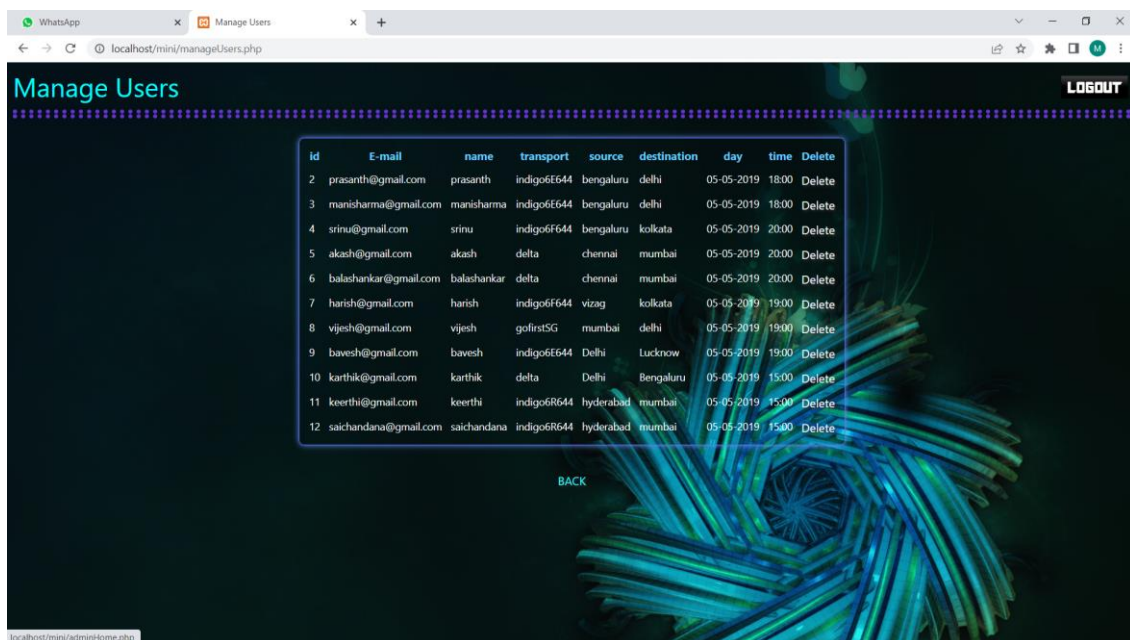 WhatsApp Manage Users
localhost/mini/manageUsers.php
M
Manage Users
LOGOUT
id E-mail name transport source destination day time Delete
2 prasanth@gmail.com prasanth indigo6E644 bengaluru delhi 05-05-2019 18:00 Delete
3 manisharma@gmail.com manisharma indigo6E644 bengaluru delhi 05-05-2019 18:00 Delete
4 srinu@gmail.com srinu indigo6F644 bengaluru kolkata 05-05-2019 20:00 Delete
5 akash@gmail.com akash delta chennai mumbai 05-05-2019 20:00 Delete
6 balashankar@gmail.com balashankar delta chennai mumbai 05-05-2019 20:00 Delete
7 harish@gmail.com harish indigo6F644 vizag kolkata 05-05-2019 19:00 Delete
8 vijesh@gmail.com vijesh gofirstSG mumbai delhi 05-05-2019 19:00 Delete
9 bavesh@gmail.com bavesh indigo6E644 Delhi Lucknow 05-05-2019 19:00 Delete
10 karthik@gmail.com karthik delta Delhi Bengaluru 05-05-2019 15:00 Delete
11 keerthi@gmail.com keerthi indigo6R644 hyderabad mumbai 05-05-2019 15:00 Delete
12 saichandana@gmail.com saichandana indigo6R644 hyderabad mumbai 05-05-2019 15:00 Delete
BACK
localhost/mini/adminHome.php